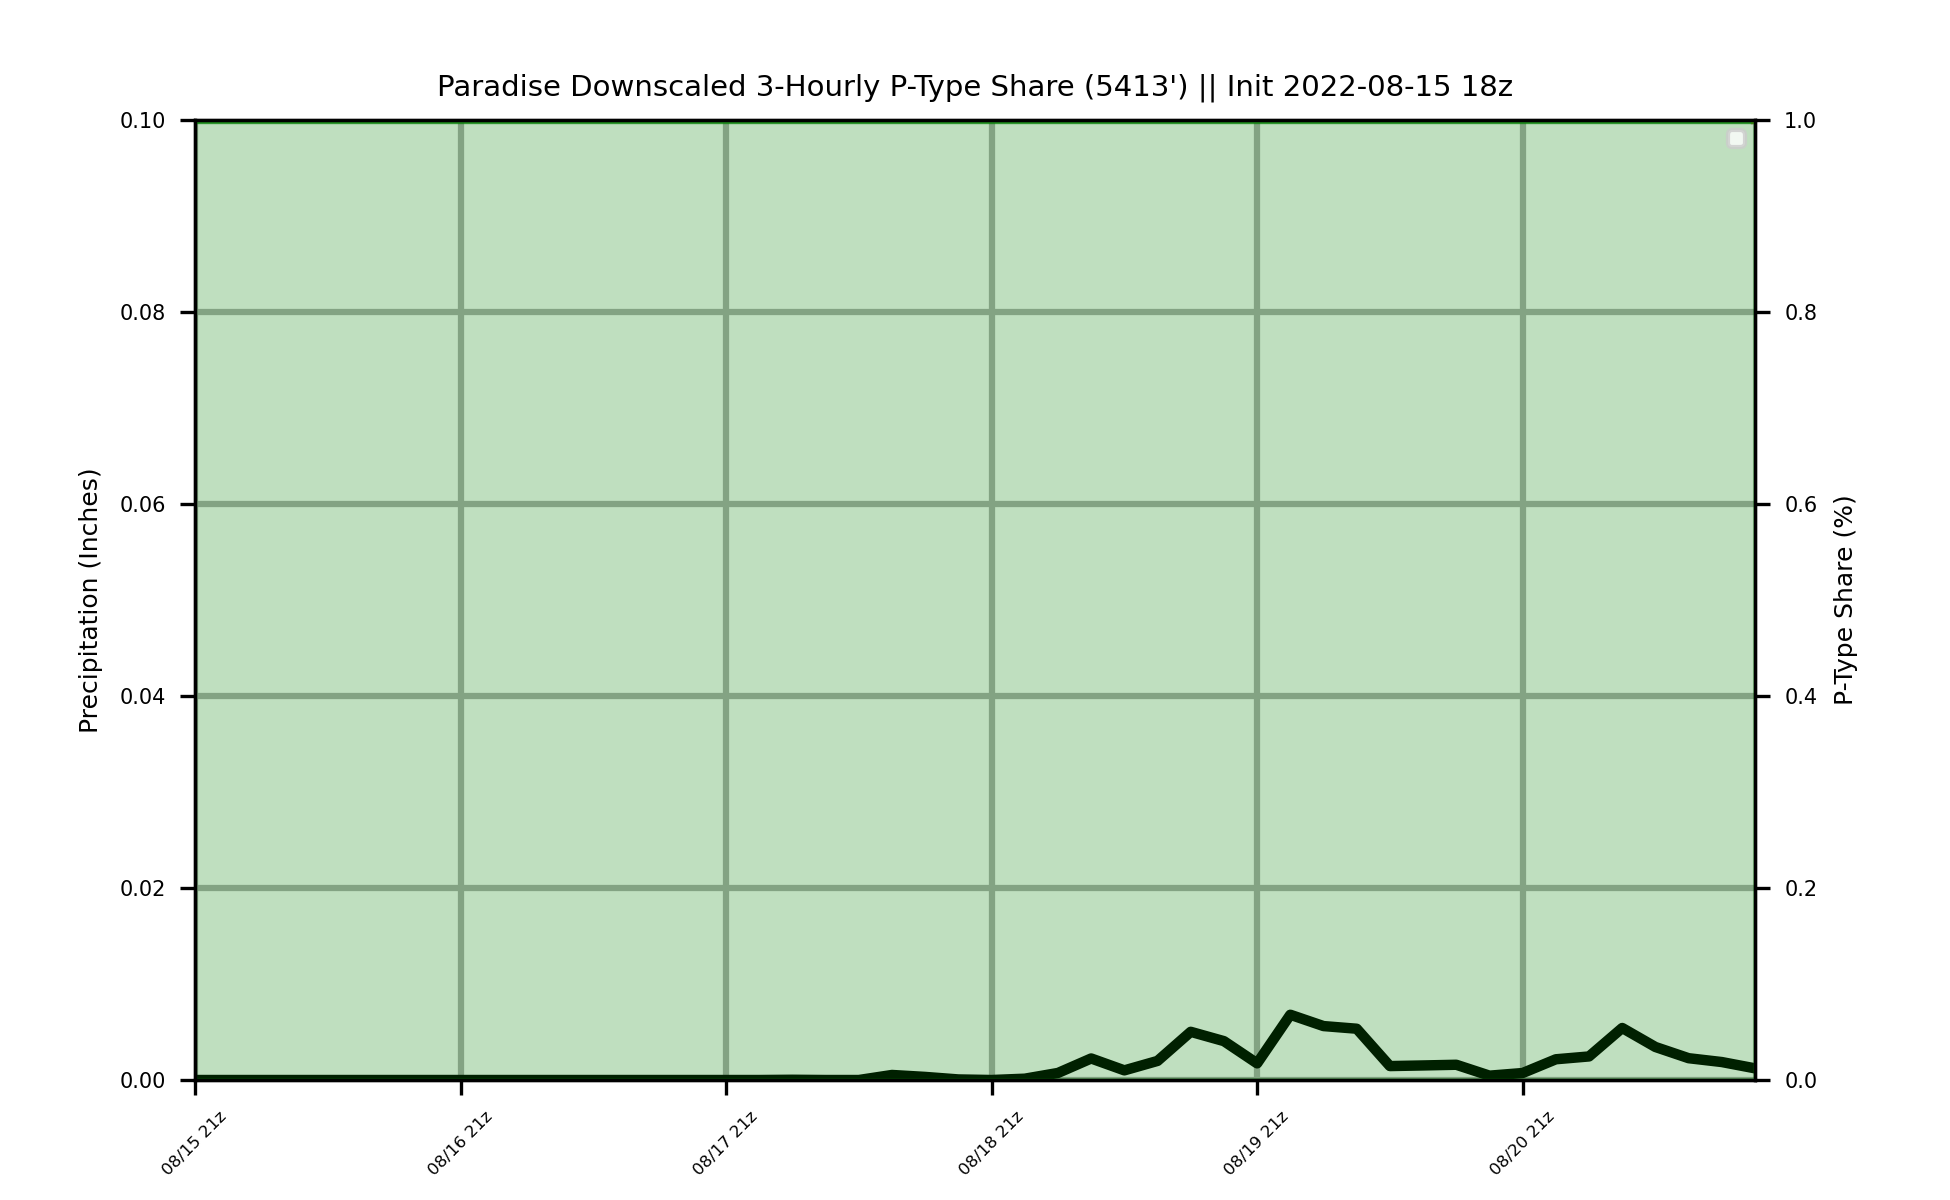 Paradise Downscaled 3-Hourly P-Type Share (5413') || Init 2022-08-15 18z
0.10
0.08
0.06
0.04
0.02
0.00
Precipitation (Inches)
1.0
0.8
0.6
0.4
0.2
0.0
P-Type Share (%)
08/15 21z
08/16 21z
08/17 21z
08/18 21z
08/19 21z
08/20 21z